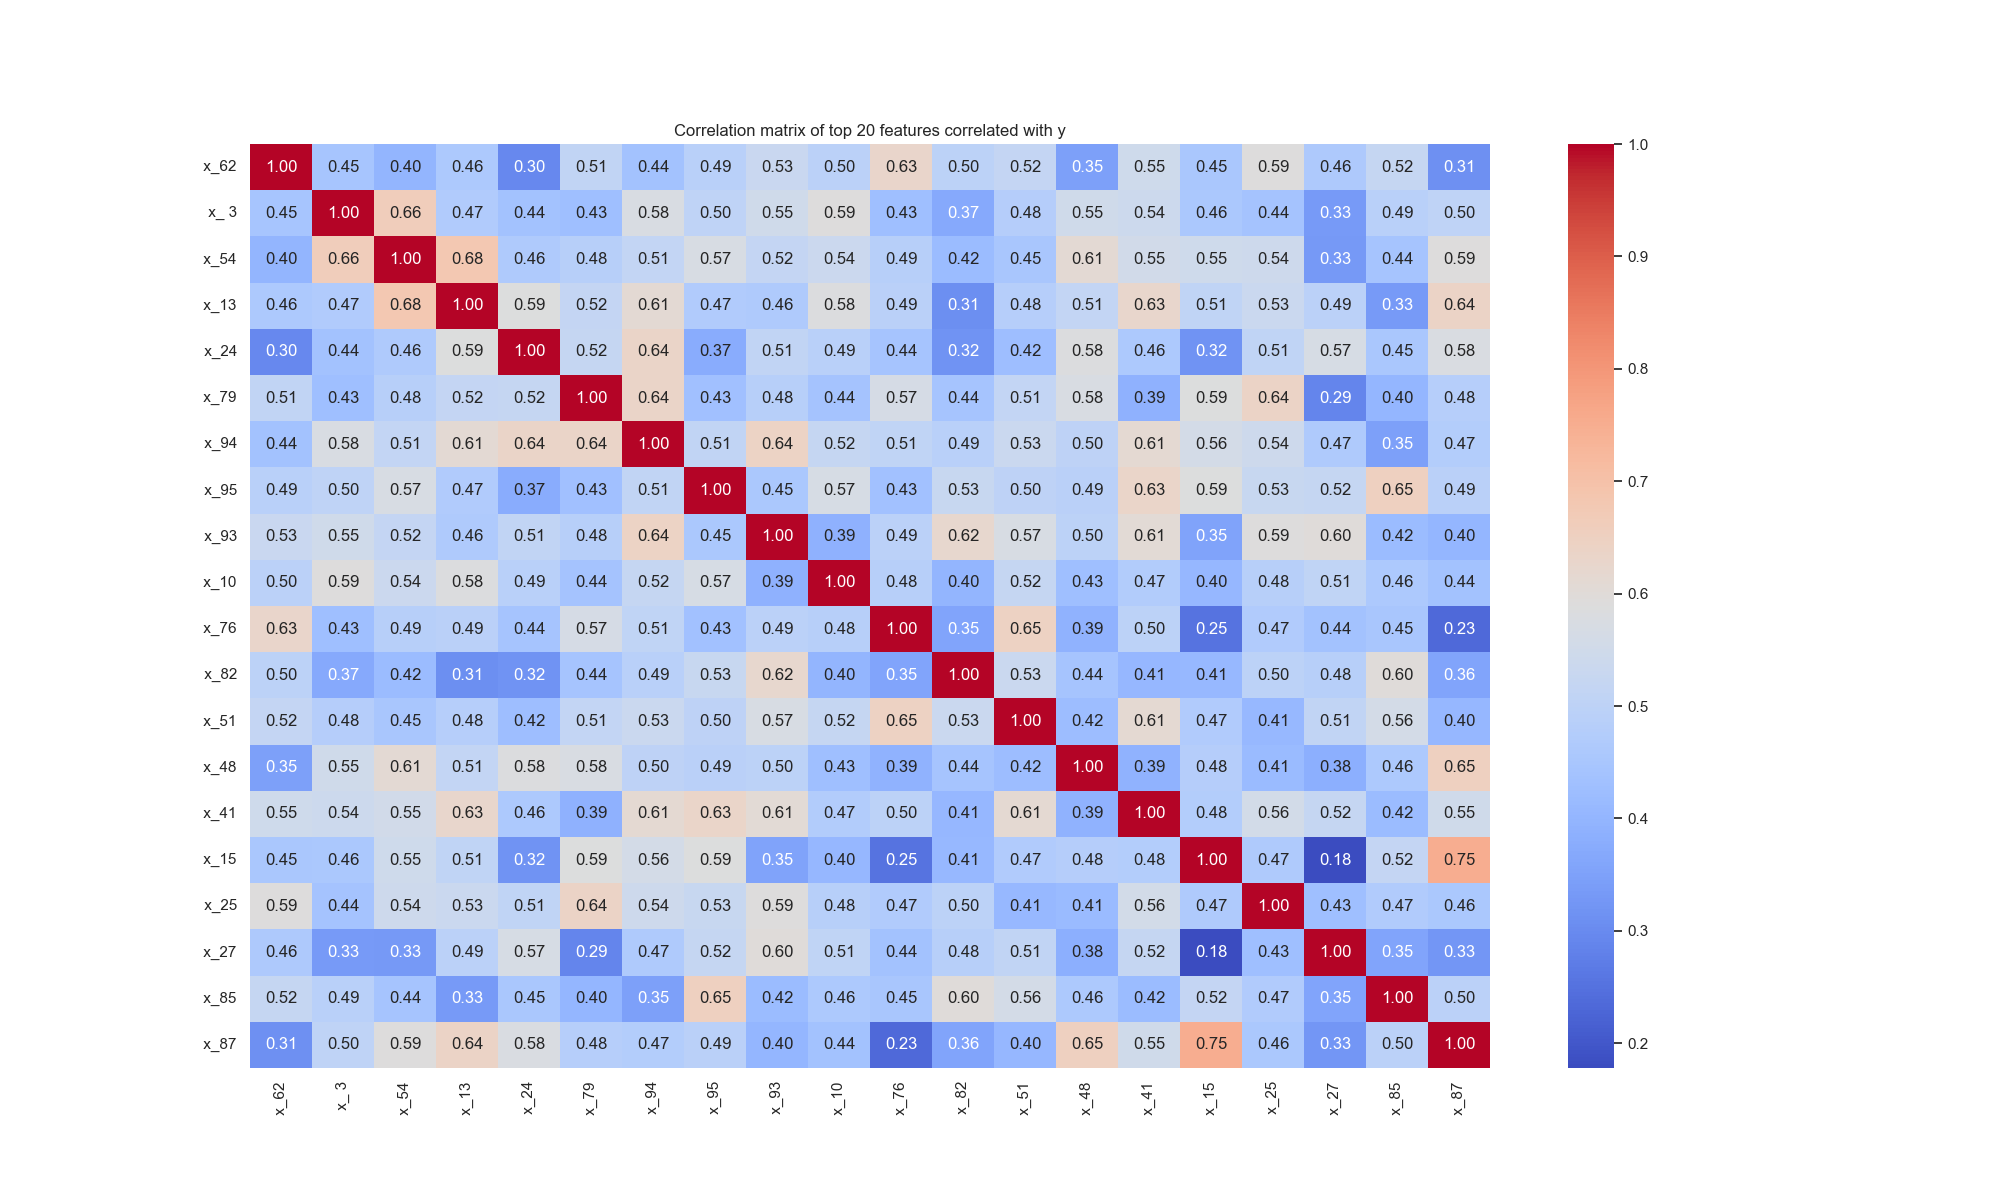 Correlation matrix of top 20 features correlated with y
x_62 1.00 0.45 0.40 0.46 0.30 0.51 0.44 0.49 0.53 0.50 0.63 0.50 0.52 0.35 0.55 0.45 0.59 0.46 0.52 0.31
x_ 3 0.45 1.00 0.66 0.47 0.44 0.43 0.58 0.50 0.55 0.59 0.43 0.37 0.48 0.55 0.54 0.46 0.44 0.33 0.49 0.50
x_54 0.40 0.66 1.00 0.68 0.46 0.48 0.51 0.57 0.52 0.54 0.49 0.42 0.45 0.61 0.55 0.55 0.54 0.33 0.44 0.59
x_13 0.46 0.47 0.68 1.00 0.59 0.52 0.61 0.47 0.46 0.58 0.49 0.31 0.48 0.51 0.63 0.51 0.53 0.49 0.33 0.64
x_24 0.30 0.44 0.46 0.59 1.00 0.52 0.64 0.37 0.51 0.49 0.44 0.32 0.42 0.58 0.46 0.32 0.51 0.57 0.45 0.58
x_79 0.51 0.43 0.48 0.52 0.52 1.00 0.64 0.43 0.48 0.44 0.57 0.44 0.51 0.58 0.39 0.59 0.64 0.29 0.40 0.48
x_94 0.44 0.58 0.51 0.61 0.64 0.64 1.00 0.51 0.64 0.52 0.51 0.49 0.53 0.50 0.61 0.56 0.54 0.47 0.35 0.47
x_95 0.49 0.50 0.57 0.47 0.37 0.43 0.51 1.00 0.45 0.57 0.43 0.53 0.50 0.49 0.63 0.59 0.53 0.52 0.65 0.49
x_93 0.53 0.55 0.52 0.46 0.51 0.48 0.64 0.45 1.00 0.39 0.49 0.62 0.57 0.50 0.61 0.35 0.59 0.60 0.42 0.40
x_10 0.50 0.59 0.54 0.58 0.49 0.44 0.52 0.57 0.39 1.00 0.48 0.40 0.52 0.43 0.47 0.40 0.48 0.51 0.46 0.44
x_76 0.63 0.43 0.49 0.49 0.44 0.57 0.51 0.43 0.49 0.48 1.00 0.35 0.65 0.39 0.50 0.25 0.47 0.44 0.45 0.23
x_82 0.50 0.37 0.42 0.31 0.32 0.44 0.49 0.53 0.62 0.40 0.35 1.00 0.53 0.44 0.41 0.41 0.50 0.48 0.60 0.36
x_51 0.52 0.48 0.45 0.48 0.42 0.51 0.53 0.50 0.57 0.52 0.65 0.53 1.00 0.42 0.61 0.47 0.41 0.51 0.56 0.40
x_48 0.35 0.55 0.61 0.51 0.58 0.58 0.50 0.49 0.50 0.43 0.39 0.44 0.42 1.00 0.39 0.48 0.41 0.38 0.46 0.65
x_41 0.55 0.54 0.55 0.63 0.46 0.39 0.61 0.63 0.61 0.47 0.50 0.41 0.61 0.39 1.00 0.48 0.56 0.52 0.42 0.55
x_15 0.45 0.46 0.55 0.51 0.32 0.59 0.56 0.59 0.35 0.40 0.25 0.41 0.47 0.48 0.48 1.00 0.47 0.18 0.52 0.75
x_25 0.59 0.44 0.54 0.53 0.51 0.64 0.54 0.53 0.59 0.48 0.47 0.50 0.41 0.41 0.56 0.47 1.00 0.43 0.47 0.46
x_27 0.46 0.33 0.33 0.49 0.57 0.29 0.47 0.52 0.60 0.51 0.44 0.48 0.51 0.38 0.52 0.18 0.43 1.00 0.35 0.33
x_85 0.52 0.49 0.44 0.33 0.45 0.40 0.35 0.65 0.42 0.46 0.45 0.60 0.56 0.46 0.42 0.52 0.47 0.35 1.00 0.50
x_87 0.31 0.50 0.59 0.64 0.58 0.48 0.47 0.49 0.40 0.44 0.23 0.36 0.40 0.65 0.55 0.75 0.46 0.33 0.50 1.00
x_62 x_ 3 x_54 x_13 x_24 x_79 x_94 x_95 x_93 x_10 x_76 x_82 x_51 x_48 x_41 x_15 x_25 x_27 x_85 x_87
1.0
0.9
0.8
0.7
0.6
0.5
0.4
0.3
0.2